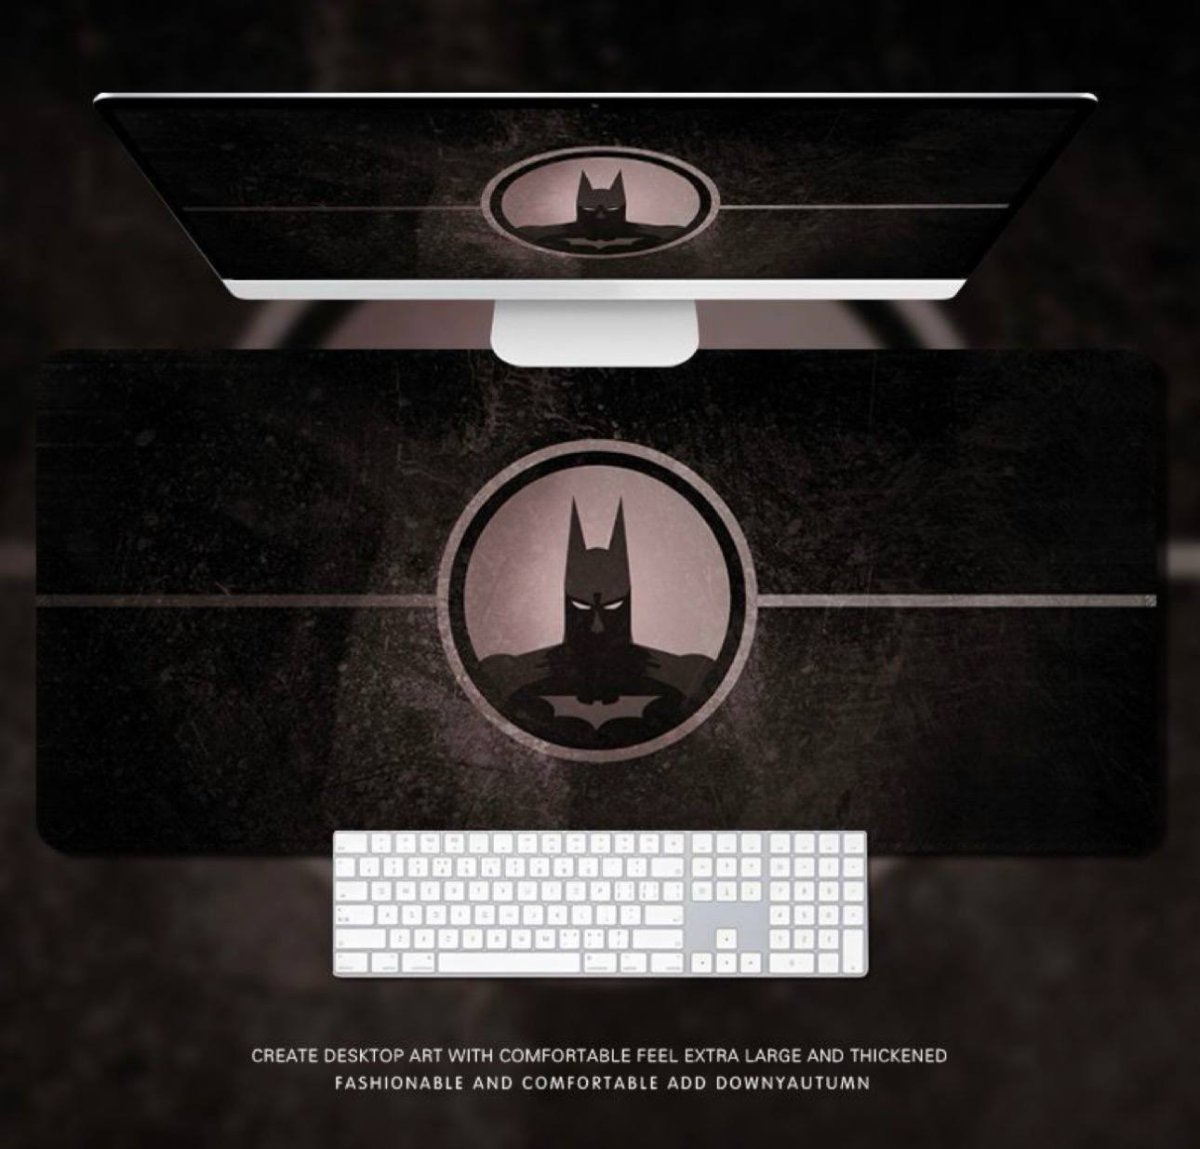 CREATE DESKTOP ART WITH COMFORTABLE FEEL EXTRA LARGE AND THICKENED
FASHIONABLE AND COMFORTABLE ADD DOWNYAUTUMN